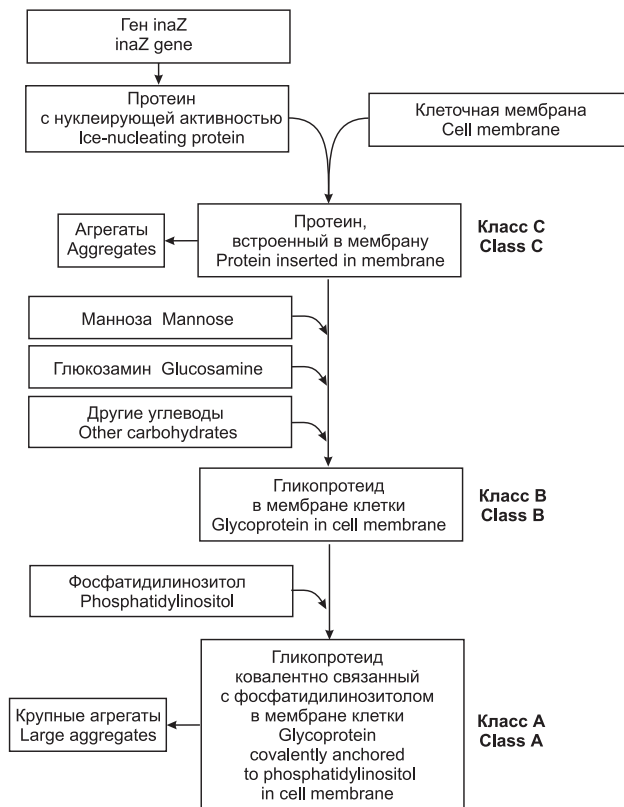 Ген inaZ
inaZ gene
Протеин
с нуклеирующей активностью
Ice-nucleating protein
Клеточная мембрана
Cell membrane
Агрегаты
Aggregates
Протеин,
встроенный в мембрану
Protein inserted in membrane
Класс C
Class C
Манноза Mannose
Глюкозамин Glucosamine
Другие углеводы
Other carbohydrates
Гликопротеид
в мембране клетки
Glycoprotein in cell membrane
Класс B
Class B
Фосфатидилинозитол
Phosphatidylinositol
Гликопротеид
ковалентно связанный
с фосфатидилинозитолом
в мембране клетки
Glycoprotein
covalently anchored
to phosphatidylinositol
in cell membrane
Крупные агрегаты
Large aggregates
Класс A
Class A